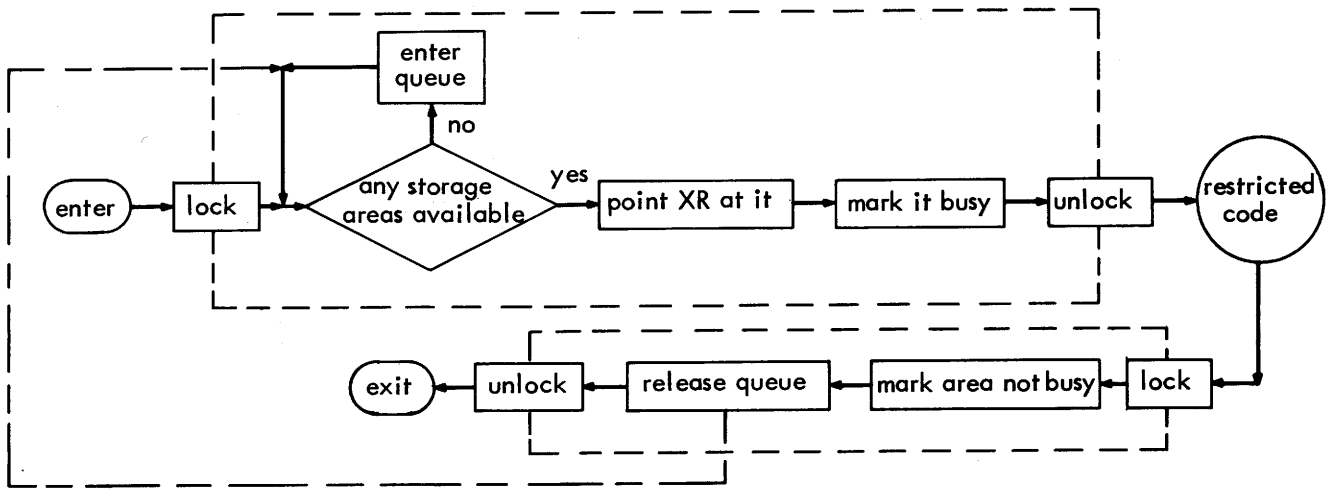 enter
queue
no
any storage
areas available
yes
enter
lock
point XR at it
mark it busy
unlock
restricted
code
exit
unlock
release queue
mark area not busy
lock